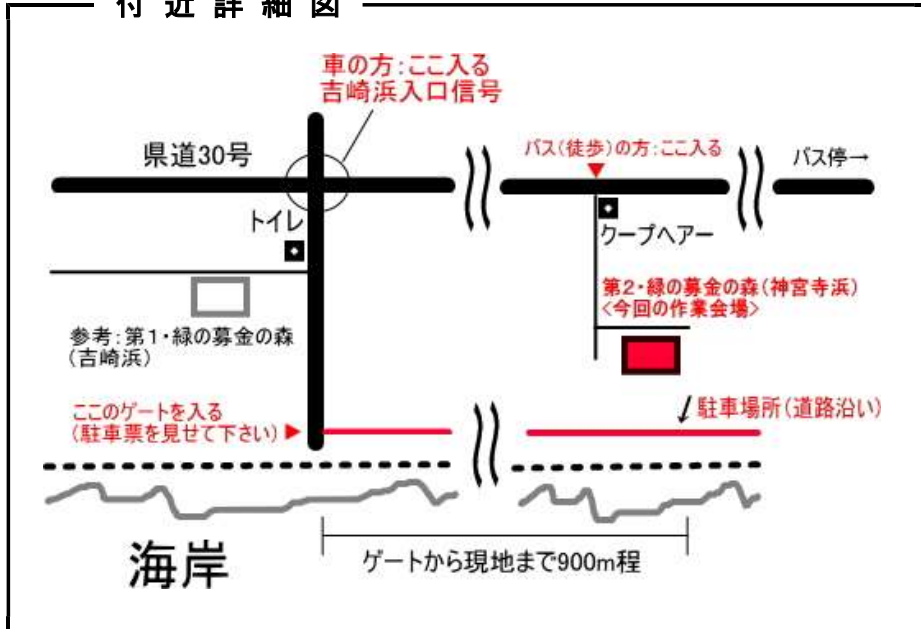 付近詳細図
車の方:ここ入る
吉崎浜入口信号
県道30号
バス(徒歩)の方:ここ入る
バス停→
トイレ
クープヘアー
第2・緑の募金の森(神宮寺浜)
<今回の作業会場>
参考:第1・緑の募金の森
(吉崎浜)
ここのゲートを入る
(駐車票を見せて下さい)
駐車場所(道路沿い)
海岸
ゲートから現地まで900m程